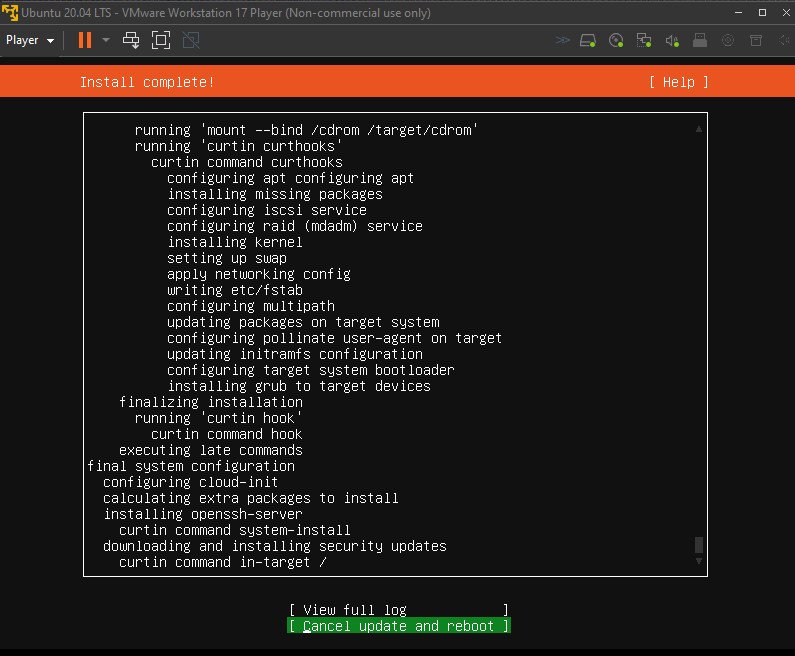 Ubuntu 20.04 LTS - VMware Workstation 17 Player (Non-commercial use only)
Player
Install complete! [ Help ]
running 'mount --bind /cdrom /target/cdrom'
running 'curtin curthooks'
curtin command curthooks
configuring apt configuring apt
installing missing packages
configuring iscsi service
configuring raid (mdadm) service
installing kernel
setting up swap
apply networking config
writing etc/fstab
configuring multipath
updating packages on target system
configuring pollinate user-agent on target
updating initramfs configuration
configuring target system bootloader
installing grub to target devices
finalizing installation
running 'curtin hook'
curtin command hook
executing late commands
final system configuration
configuring cloud-init
calculating extra packages to install
installing openssh-server
curtin command system-install
downloading and installing security updates
curtin command in-target /
[ View full log ]
[ Cancel update and reboot ]